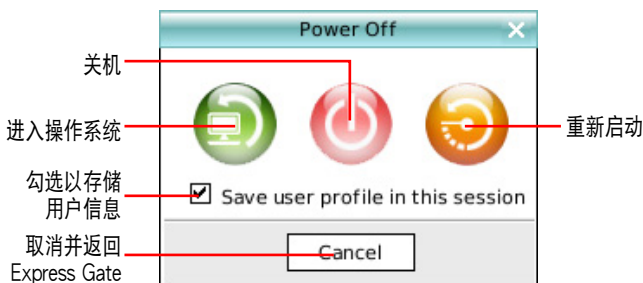 Power Off
关机
进入操作系统
重新启动
勾选以存储
用户信息
Save user profile in this session
取消并返回
Express Gate
Cancel